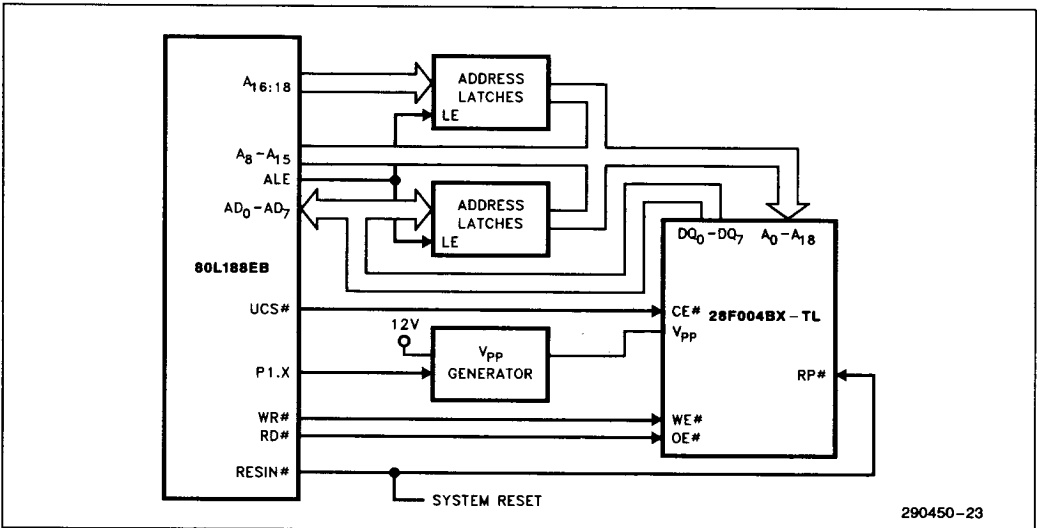 A16:18
ADDRESS
LATCHES
LE
A8–A15
ALE
AD0–AD7
ADDRESS
LATCHES
LE
DQ0–DQ7 A0–A18
80L188EB
UCS#
CE#
28F004BX–TL
12V
VPP
VPP
GENERATOR
P1.X
RP#
WR#
WE#
RD#
OE#
RESIN#
SYSTEM RESET
290450–23